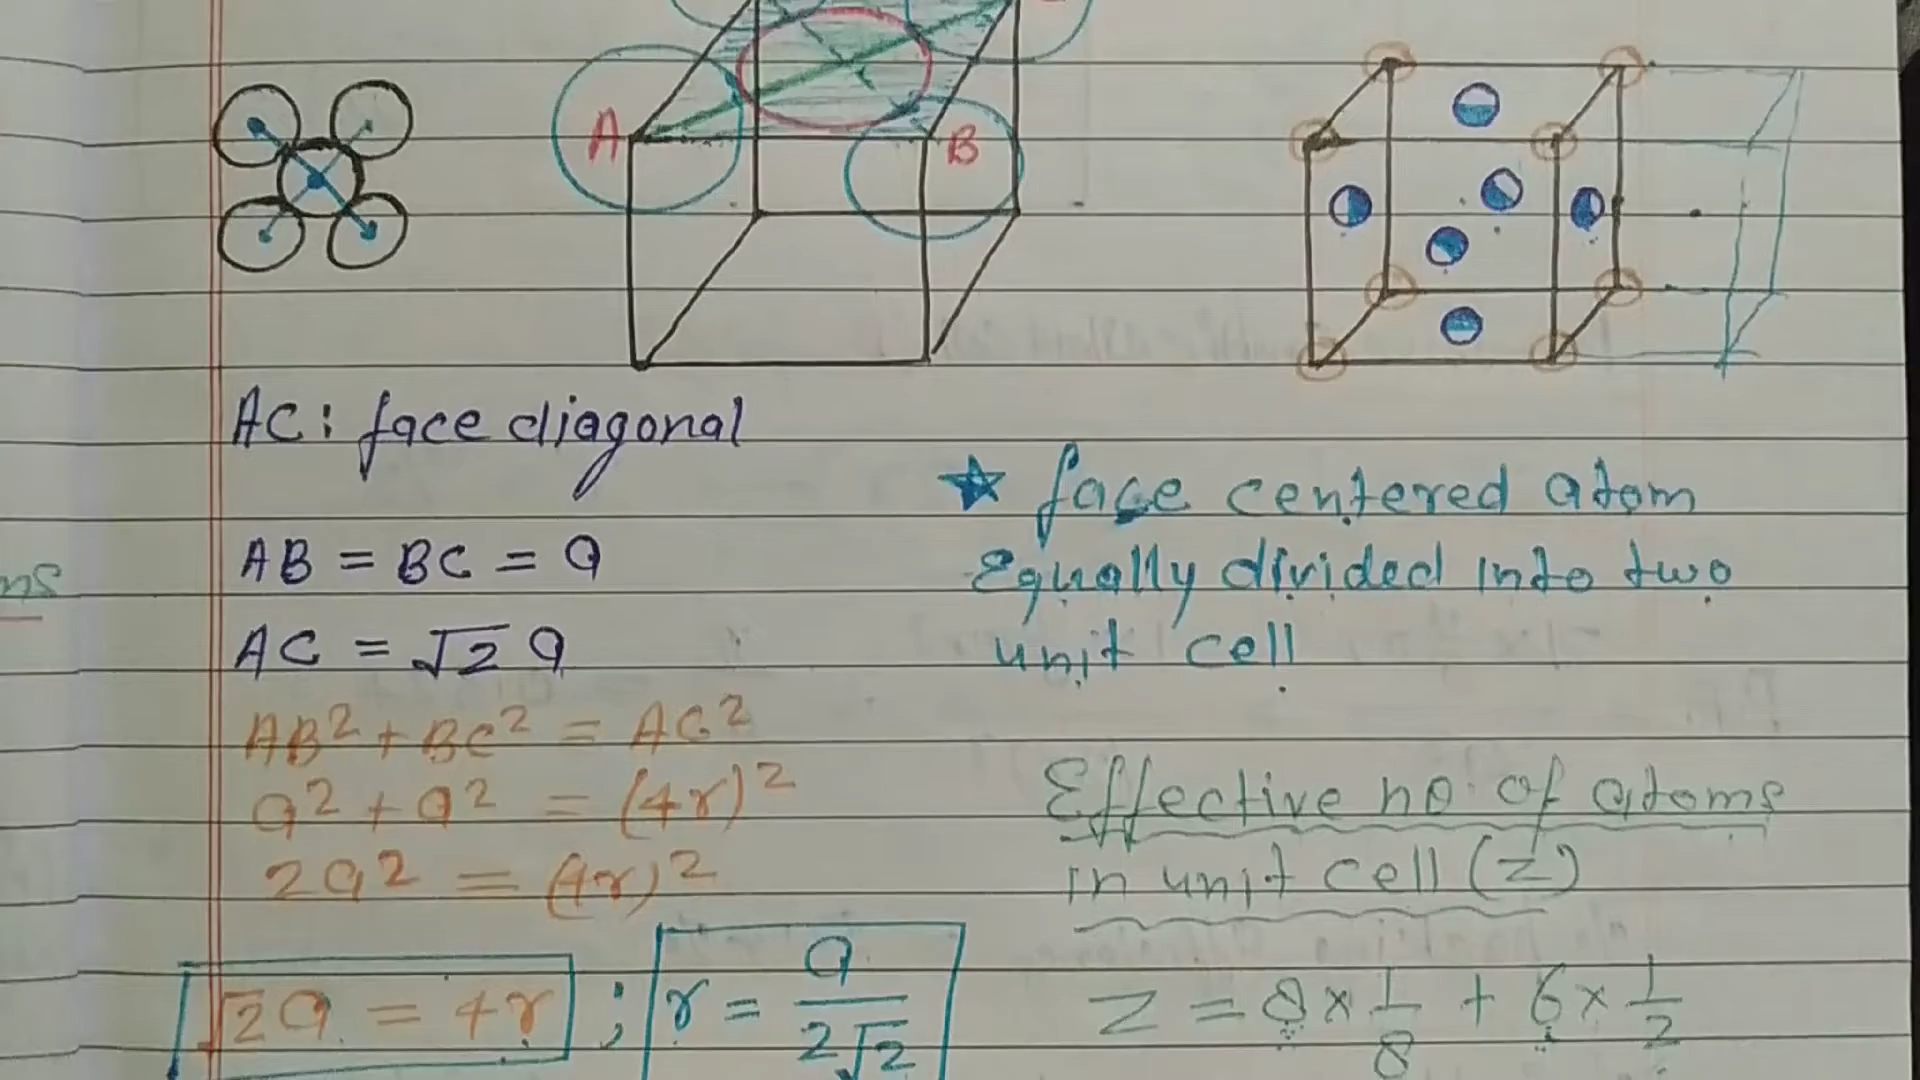 A
B
AC: face diagonal
AB = BC = a
AC = √2 a
AB² + BC² = AC²
a² + a² = (4r)²
2a² = (4r)²
√2a = 4r ; r = a/2√2
☆ face centered atom
Equally divided into two
unit cell
Effective no. of atoms
in unit cell (z)
Z = 8 × 1/8 + 6 × 1/2